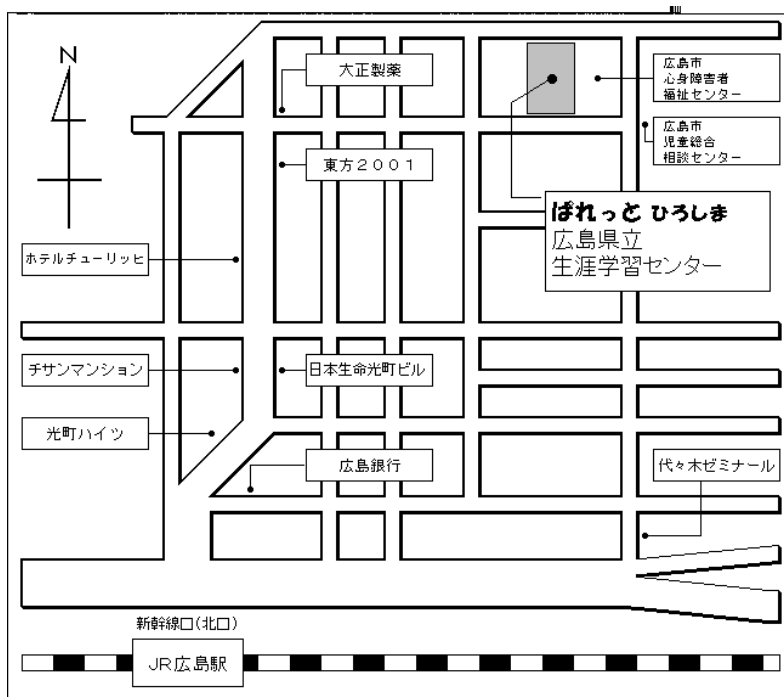 N
大正製薬
広島市
心身障害者
福祉センター
広島市
児童総合
相談センター
東方２００１
ぱれっと ひろしま
広島県立
生涯学習センター
ホテルチューリッヒ
チサンマンション
日本生命光町ビル
光町ハイツ
広島銀行
代々木ゼミナール
新幹線口(北口)
JR広島駅